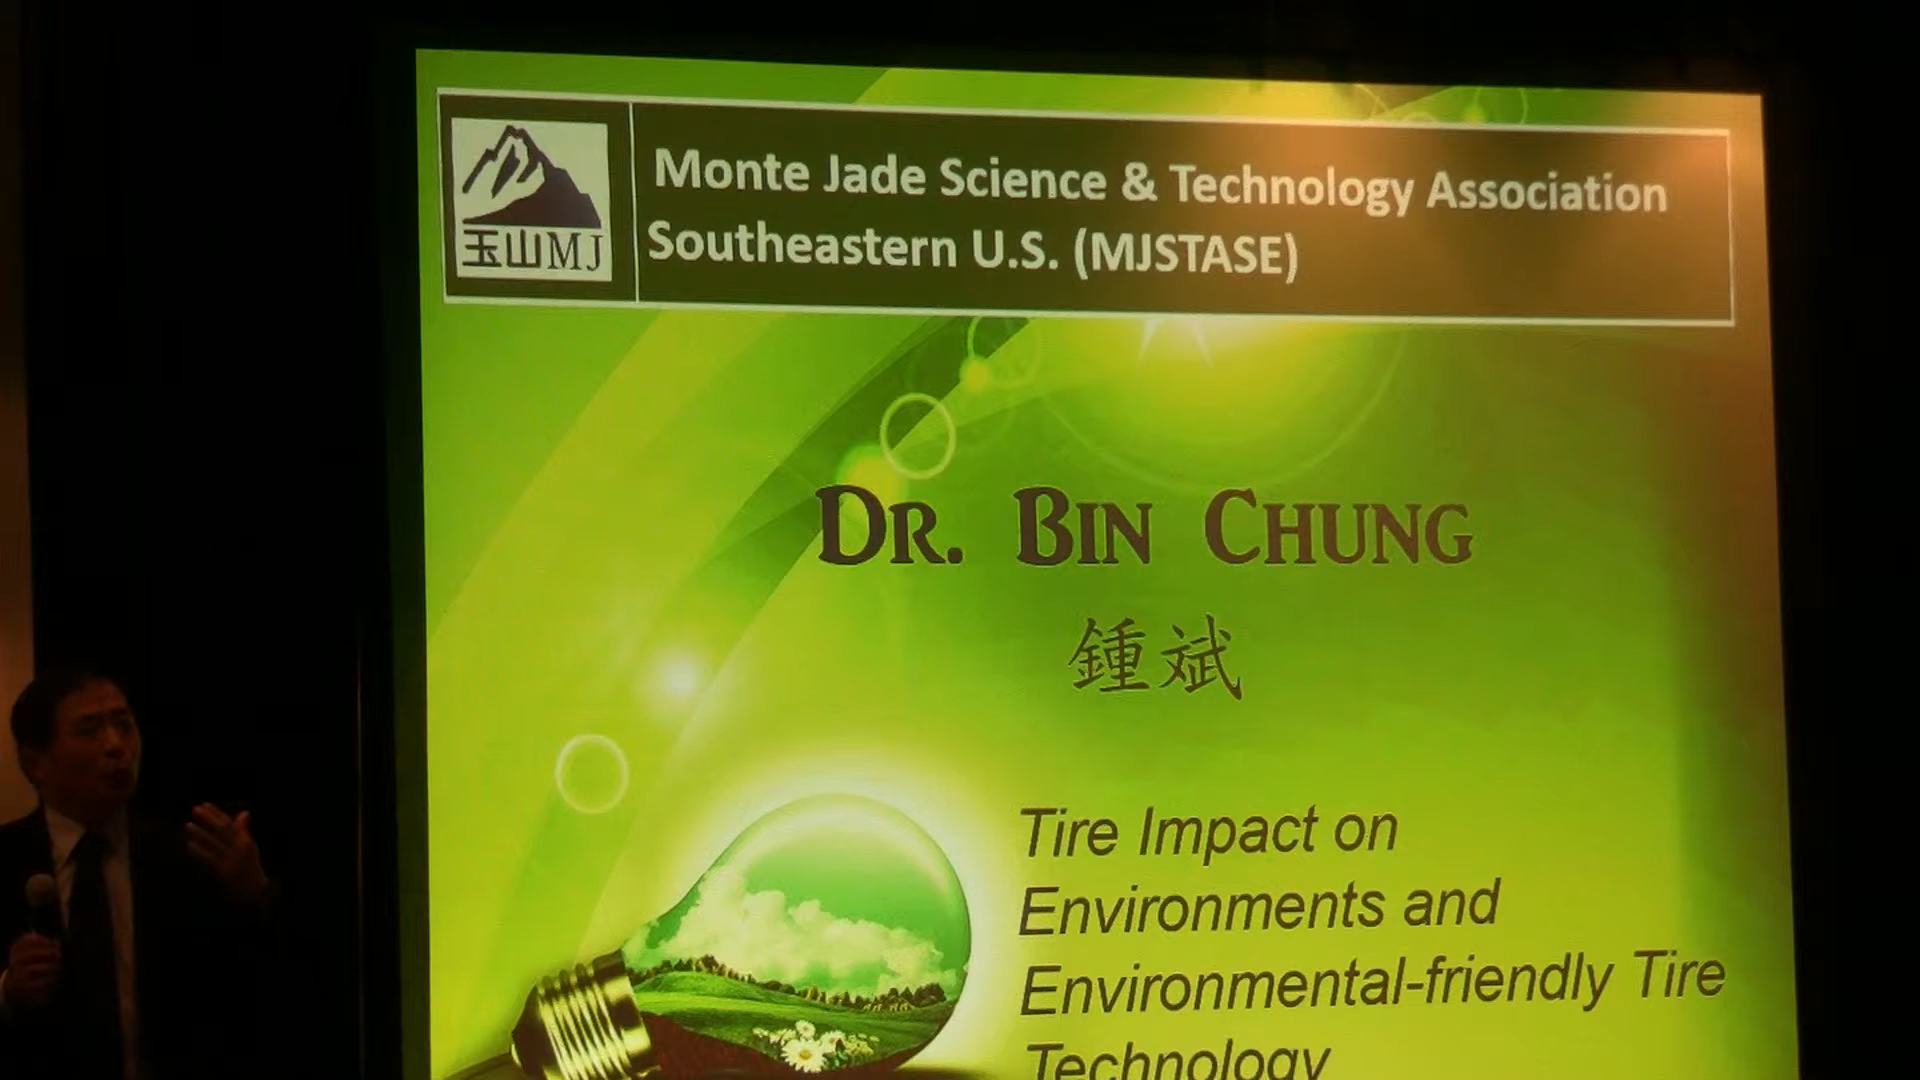 玉山MJ
Monte Jade Science & Technology Association
Southeastern U.S. (MJSTASE)
DR. BIN CHUNG
鍾斌
Tire Impact on
Environments and
Environmental-friendly Tire
Technology